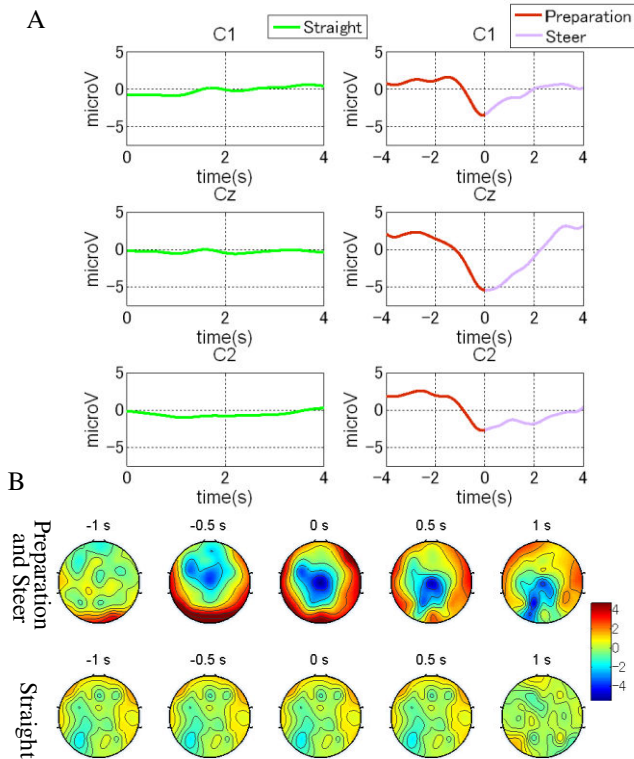 A
C1
Straight
C1
Preparation
Steer
microV
5
0
-5
0
2
4
time(s)
microV
5
0
-5
-4
-2
0
2
4
time(s)
Cz
microV
5
0
-5
0
2
4
time(s)
Cz
microV
5
0
-5
-4
-2
0
2
4
time(s)
C2
microV
5
0
-5
0
2
4
time(s)
C2
microV
5
0
-5
-4
-2
0
2
4
time(s)
B
Preparation
and Steer
-1 s
-0.5 s
0 s
0.5 s
1 s
4
2
0
-2
-4
Straight
-1 s
-0.5 s
0 s
0.5 s
1 s